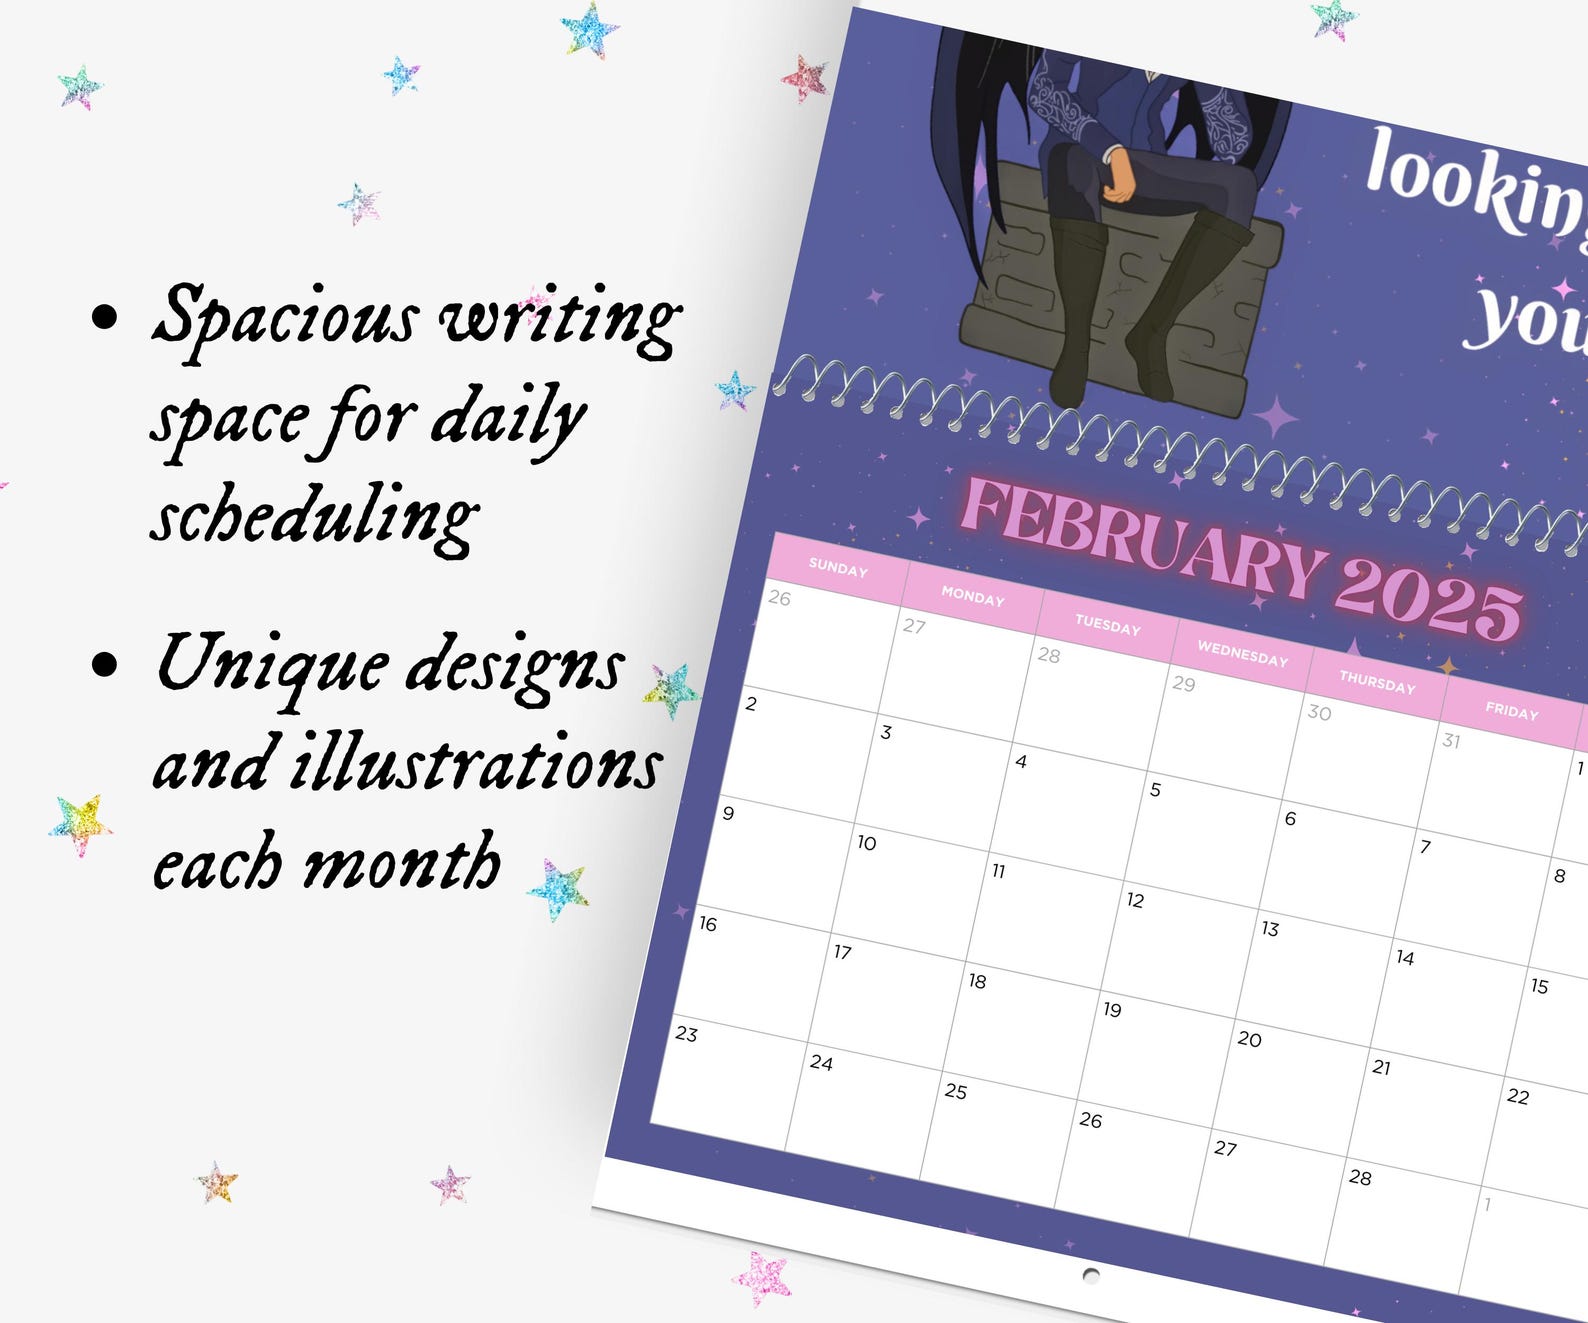 • Spacious writing
space for daily
scheduling
• Unique designs
and illustrations
each month
looking
you
FEBRUARY 2025
SUNDAY MONDAY TUESDAY WEDNESDAY THURSDAY FRIDAY
26 27 28 29 30 31 1
2 3 4 5 6 7 8
9 10 11 12 13 14 15
16 17 18 19 20 21 22
23 24 25 26 27 28 1